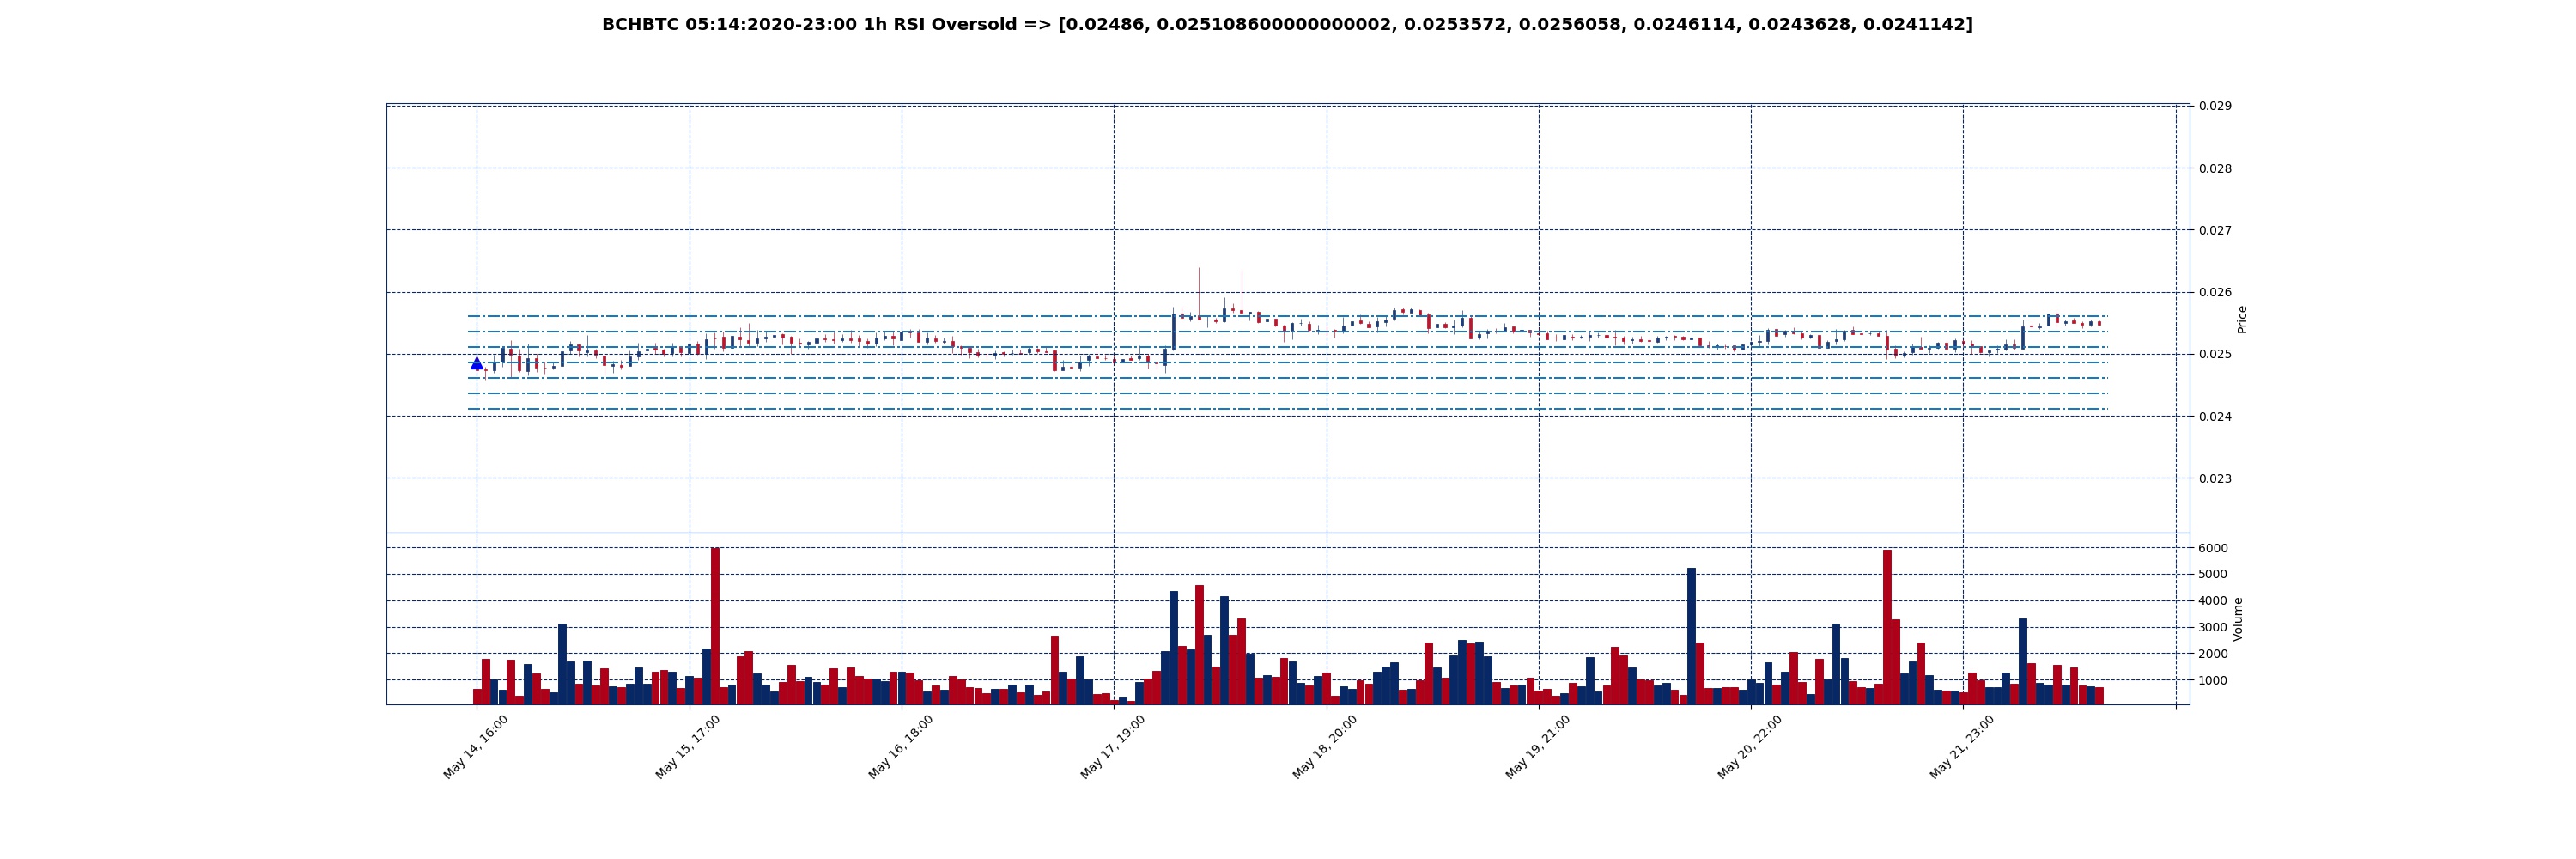 BCHBTC 05:14:2020-23:00 1h RSI Oversold => [0.02486, 0.025108600000000002, 0.0253572, 0.0256058, 0.0246114, 0.0243628, 0.0241142]
0.029
0.028
0.027
0.026
0.025
0.024
0.023
Price
6000
5000
4000
3000
2000
1000
Volume
May 14, 16:00
May 15, 17:00
May 16, 18:00
May 17, 19:00
May 18, 20:00
May 19, 21:00
May 20, 22:00
May 21, 23:00